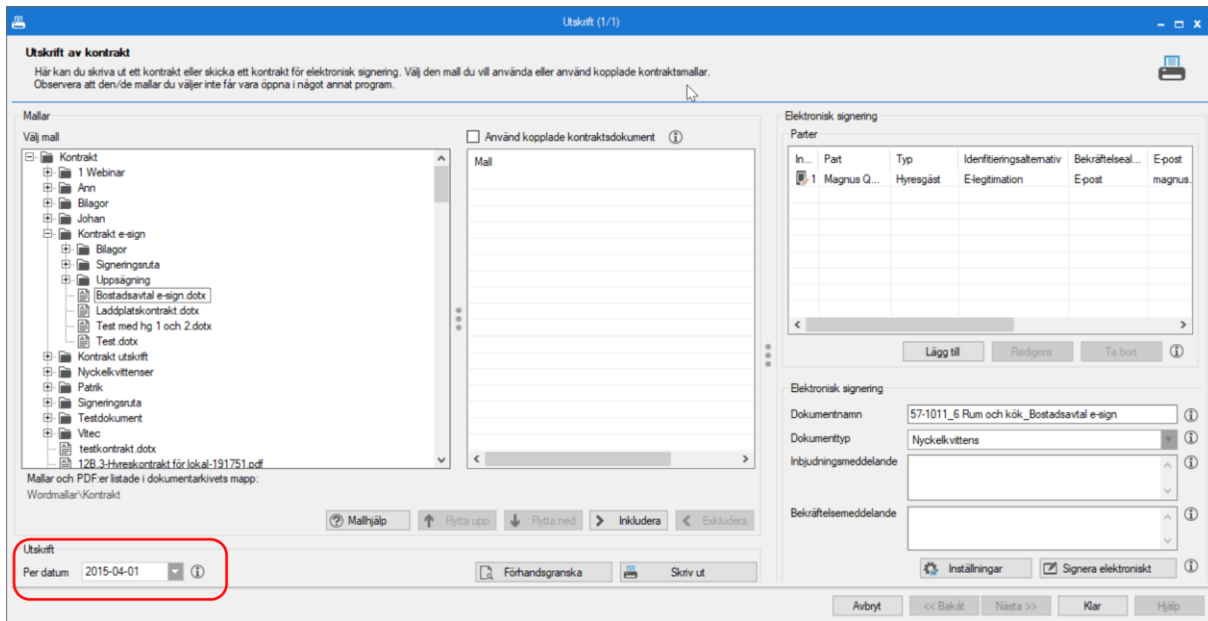 Utskrift (1/1)
Utskrift av kontrakt
Här kan du skriva ut ett kontrakt eller skicka ett kontrakt för elektronisk signering. Välj den mall du vill använda eller använd kopplade kontraktsmallar.
Observera att den/de mallar du väljer inte får vara öppna i något annat program.
Mallar
Välj mall
Kontrakt
1 Webinar
Ann
Bilagor
Johan
Kontrakt e-sign
Bilagor
Signeringsruta
Uppsägning
Bostadsavtal e-sign.dotx
Laddplatskontrakt.dotx
Test med hg 1 och 2.dotx
Test.dotx
Kontrakt utskrift
Nyckelkvittenser
Patrik
Signeringsruta
Testdokument
Vitec
testkontrakt.dotx
12B.3-Hyreskontrakt för lokal-191751.pdf
Mallar och PDF:er listade i dokumentarkivets mapp:
Wordmallar\Kontrakt
Använd kopplade kontraktsdokument
Mall
Mallhjälp Flytta upp Flytta ned Inkludera Exkludera
Utskrift
Per datum 2015-04-01
Förhandsgranska Skriv ut
Elektronisk signering
Parter
In... Part Typ Idenfitieringsalternativ Bekräftelseal... E-post
1 Magnus Q... Hyresgäst E-legitimation E-post magnus.
Lägg till Redigera Ta bort
Elektronisk signering
Dokumentnamn 57-1011_6 Rum och kök_Bostadsavtal e-sign
Dokumenttyp Nyckelkvittens
Inbjudningsmeddelande
Bekräftelsemeddelande
Inställningar Signera elektroniskt
Avbryt << Bakåt Nästa >> Klar Hjälp